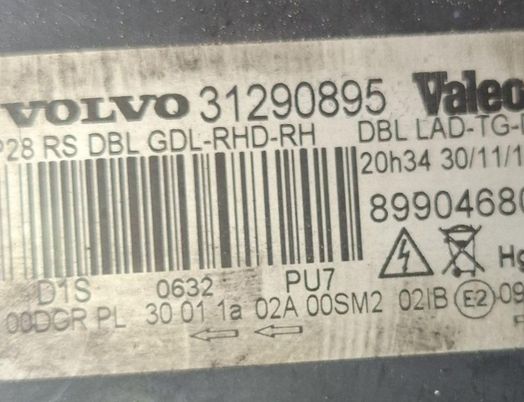 VOLVO 31290895 Valeo
P28 RS DBL GDL-RHD-RH DBL LAD-TG-
20h34 30/11/1
8990468
Hg
D1S 0632 PU7
00DGR PL 30 01 1a 02A 00SM2 02IB E2 09